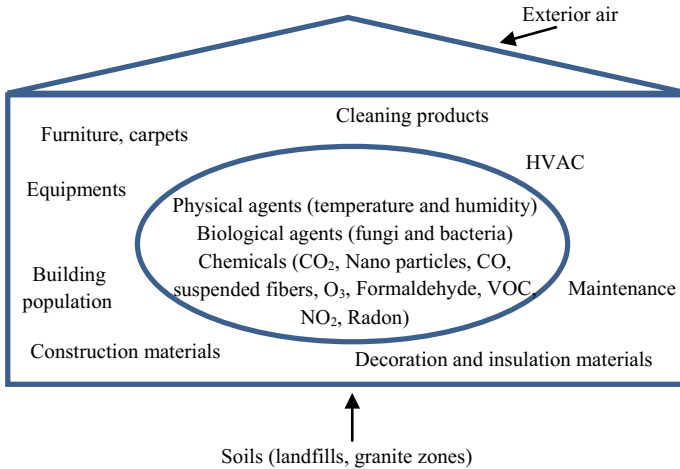 Exterior air
Cleaning products
Furniture, carpets
HVAC
Equipments
Physical agents (temperature and humidity)
Biological agents (fungi and bacteria)
Chemicals (CO₂, Nano particles, CO,
suspended fibers, O₃, Formaldehyde, VOC,
NO₂, Radon)
Building
population
Maintenance
Construction materials
Decoration and insulation materials
Soils (landfills, granite zones)